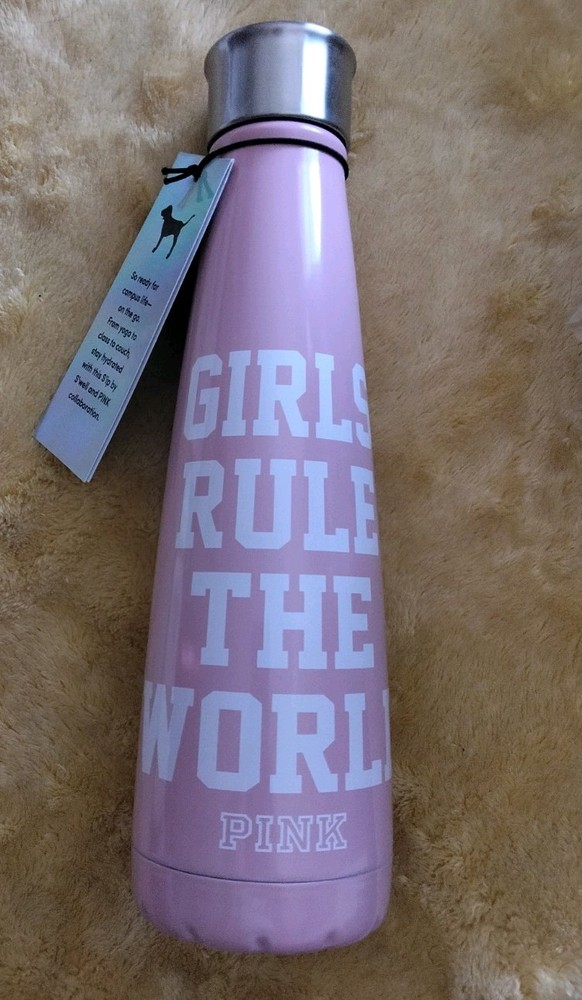 So ready for
campus life—
on the go.
From yoga to
class to couch,
stay hydrated
with this S'ip by
S'well and PINK
collaboration.
GIRLS
RULE
THE
WORL
PINK